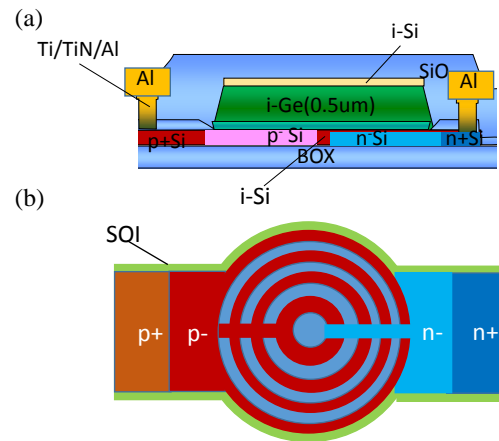 (a)
i-Si
Ti/TiN/Al
Al
SiO
Al
i-Ge(0.5um)
p+Si
p- Si
n-Si
n+Si
BOX
i-Si
(b)
SOI
p+
p-
n-
n+